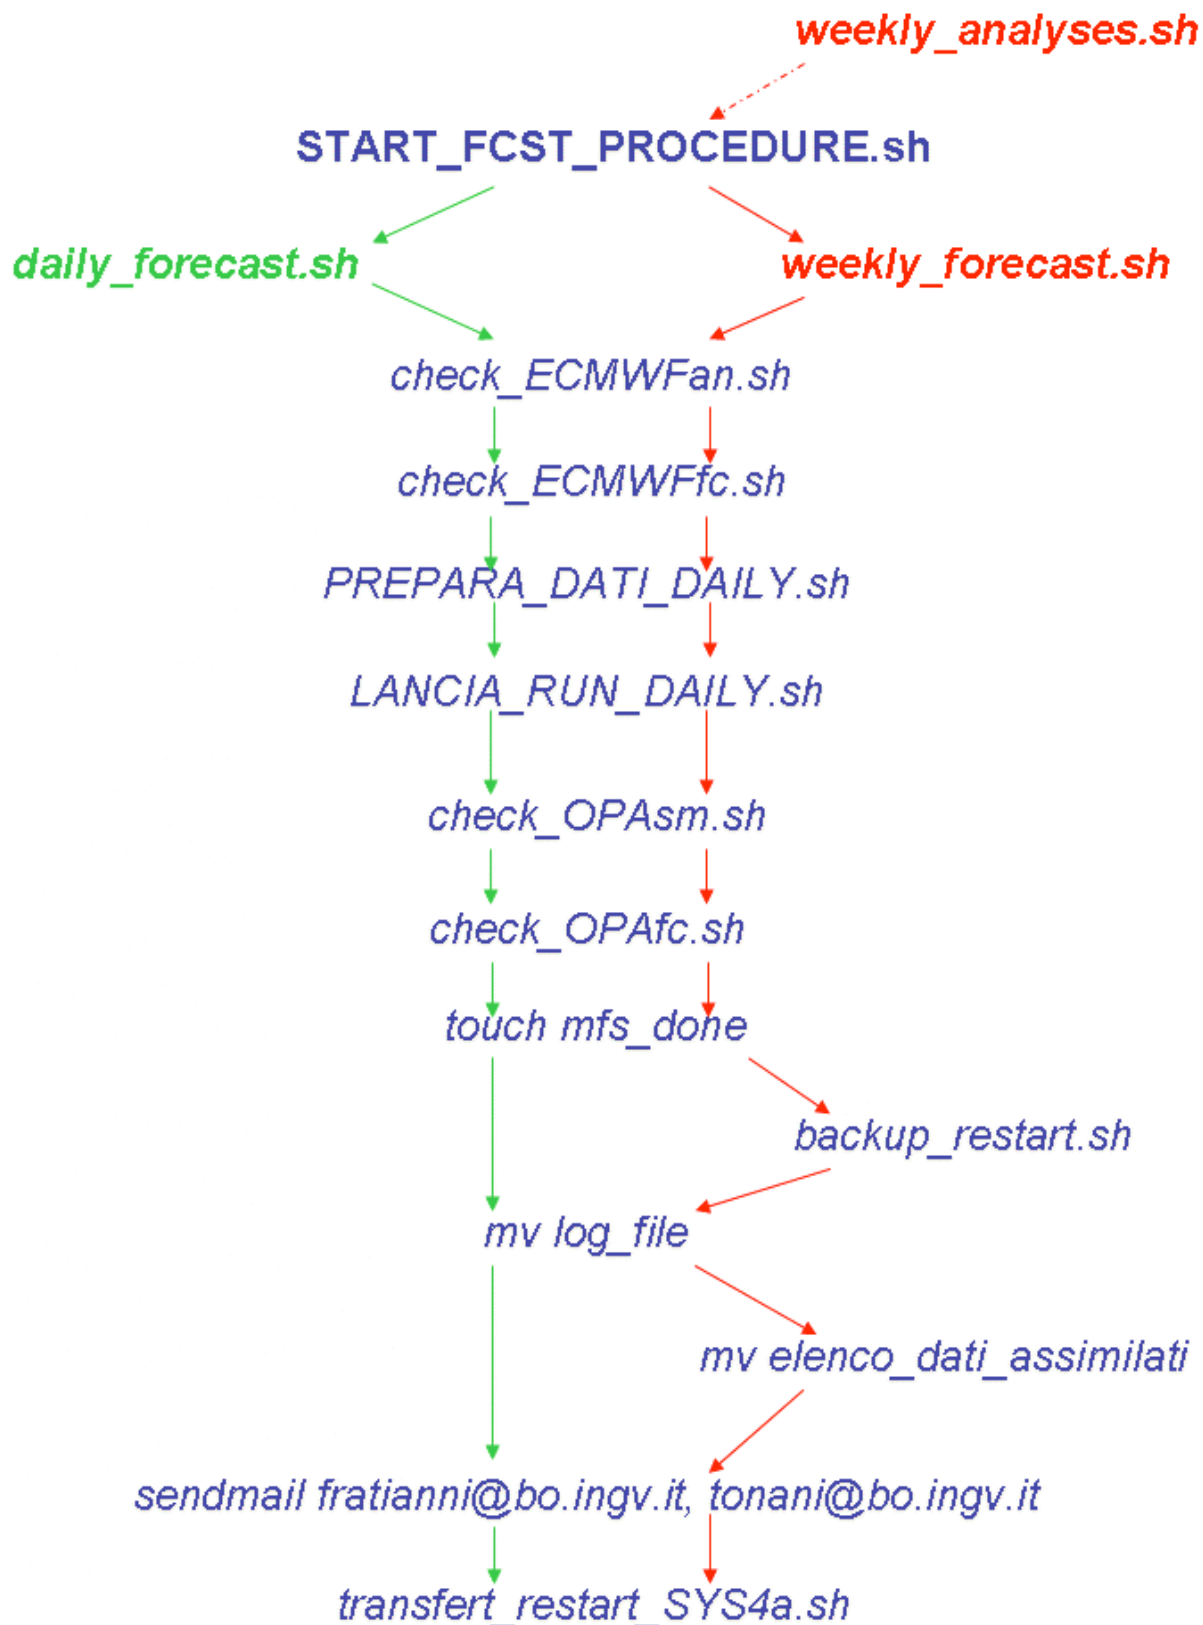 weekly_analyses.sh
START_FCST_PROCEDURE.sh
daily_forecast.sh
weekly_forecast.sh
check_ECMWFan.sh
check_ECMWFfc.sh
PREPARA_DATI_DAILY.sh
LANCIA_RUN_DAILY.sh
check_OPAsm.sh
check_OPAfc.sh
touch mfs_done
backup_restart.sh
mv log_file
mv elenco_dati_assimilati
sendmail fratianni@bo.ingv.it, tonani@bo.ingv.it
transfert_restart_SYS4a.sh